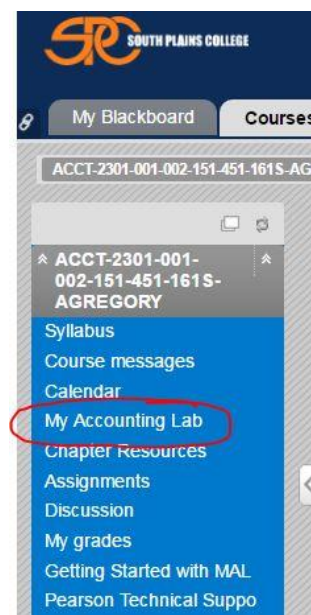 SPC SOUTH PLAINS COLLEGE
My Blackboard Courses
ACCT-2301-001-002-151-451-161S-AG
ACCT-2301-001-
002-151-451-161S-
AGREGORY
Syllabus
Course messages
Calendar
My Accounting Lab
Chapter Resources
Assignments
Discussion
My grades
Getting Started with MAL
Pearson Technical Suppo